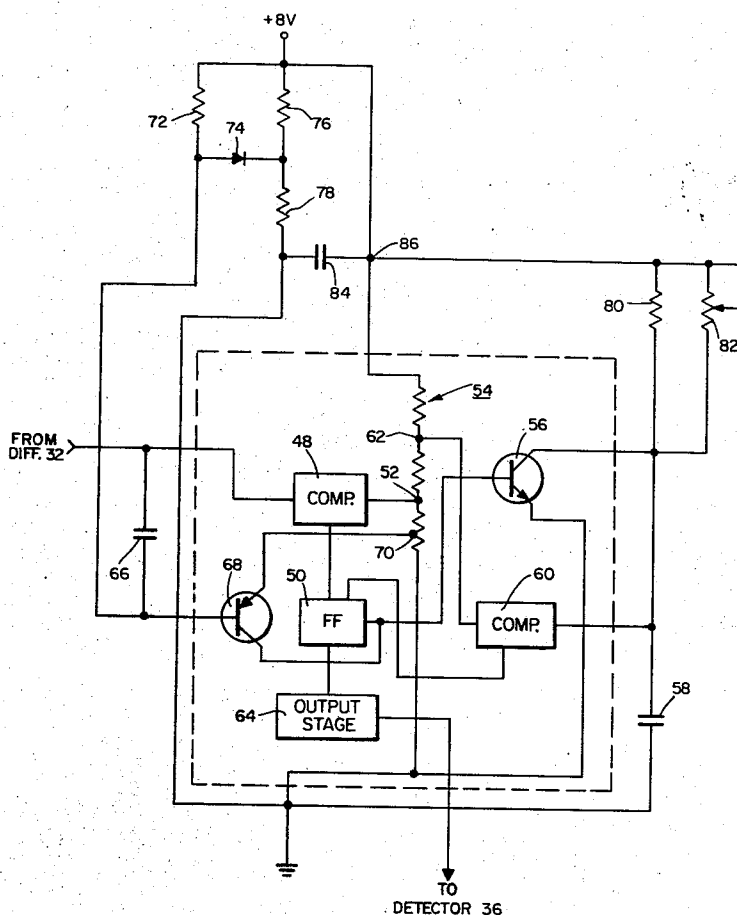 +8V
72
76
74
78
86
84
80
82
54
62
56
FROM
DIFF. 32
48
COMP.
52
66
70
68
50
FF
60
COMP.
58
64
OUTPUT
STAGE
TO
DETECTOR 36